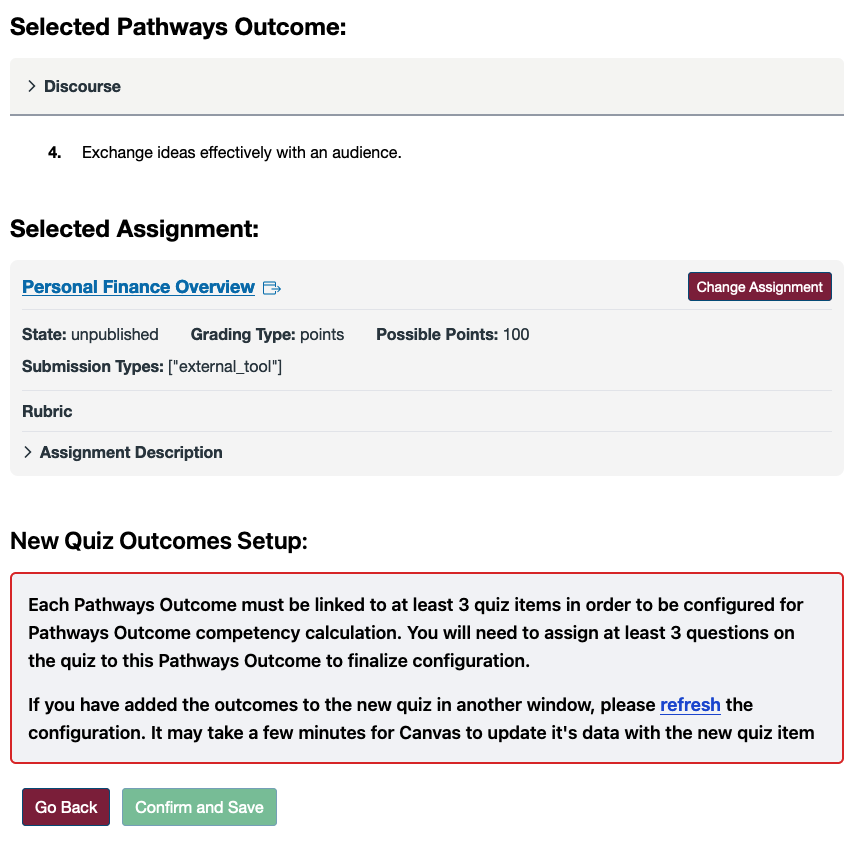 Selected Pathways Outcome:
Discourse
4. Exchange ideas effectively with an audience.
Selected Assignment:
Personal Finance Overview
Change Assignment
State: unpublished Grading Type: points Possible Points: 100
Submission Types: ["external_tool"]
Rubric
Assignment Description
New Quiz Outcomes Setup:
Each Pathways Outcome must be linked to at least 3 quiz items in order to be configured for
Pathways Outcome competency calculation. You will need to assign at least 3 questions on
the quiz to this Pathways Outcome to finalize configuration.
If you have added the outcomes to the new quiz in another window, please refresh the
configuration. It may take a few minutes for Canvas to update it's data with the new quiz item
Go Back
Confirm and Save